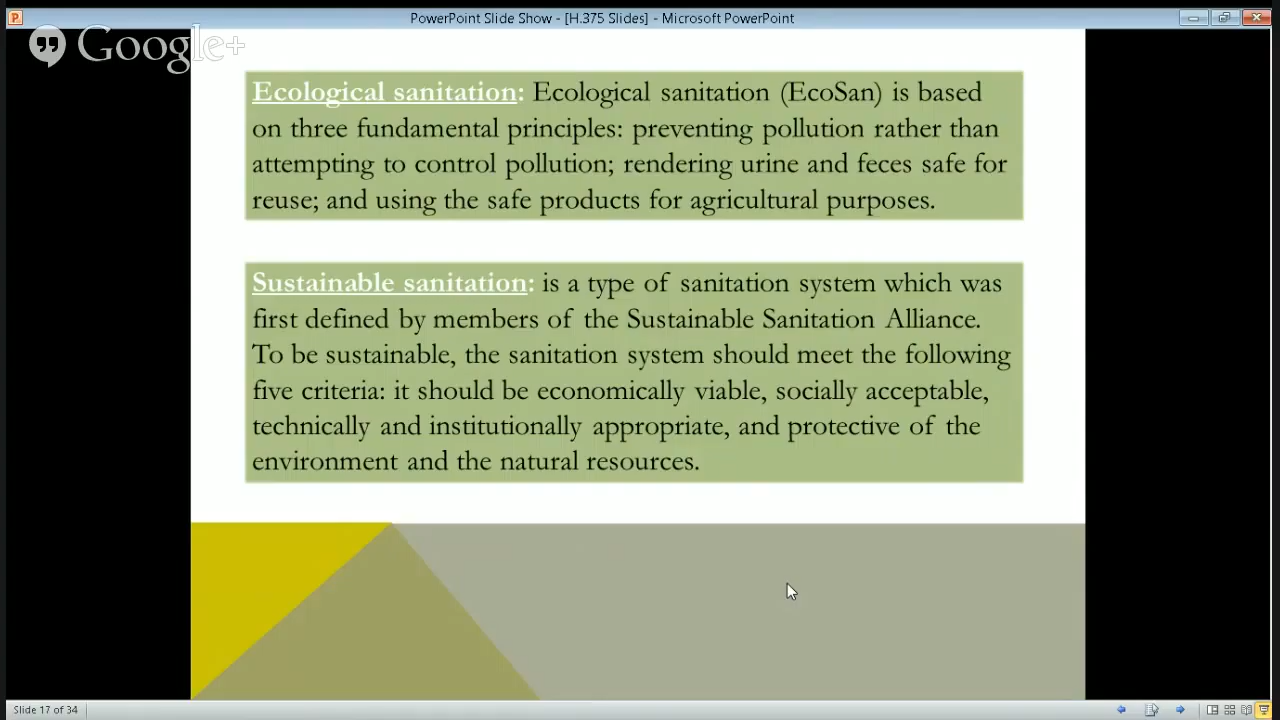 PowerPoint Slide Show - [H.375 Slides] - Microsoft PowerPoint
Google+
Ecological sanitation: Ecological sanitation (EcoSan) is based
on three fundamental principles: preventing pollution rather than
attempting to control pollution; rendering urine and feces safe for
reuse; and using the safe products for agricultural purposes.
Sustainable sanitation: is a type of sanitation system which was
first defined by members of the Sustainable Sanitation Alliance.
To be sustainable, the sanitation system should meet the following
five criteria: it should be economically viable, socially acceptable,
technically and institutionally appropriate, and protective of the
environment and the natural resources.
Slide 17 of 34